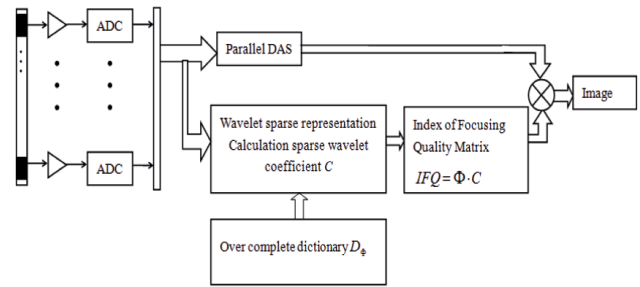 ADC
Parallel DAS
Image
Wavelet sparse representation
Calculation sparse wavelet
coefficient C
Index of Focusing
Quality Matrix
IFQ = Φ·C
ADC
Over complete dictionary DΦ